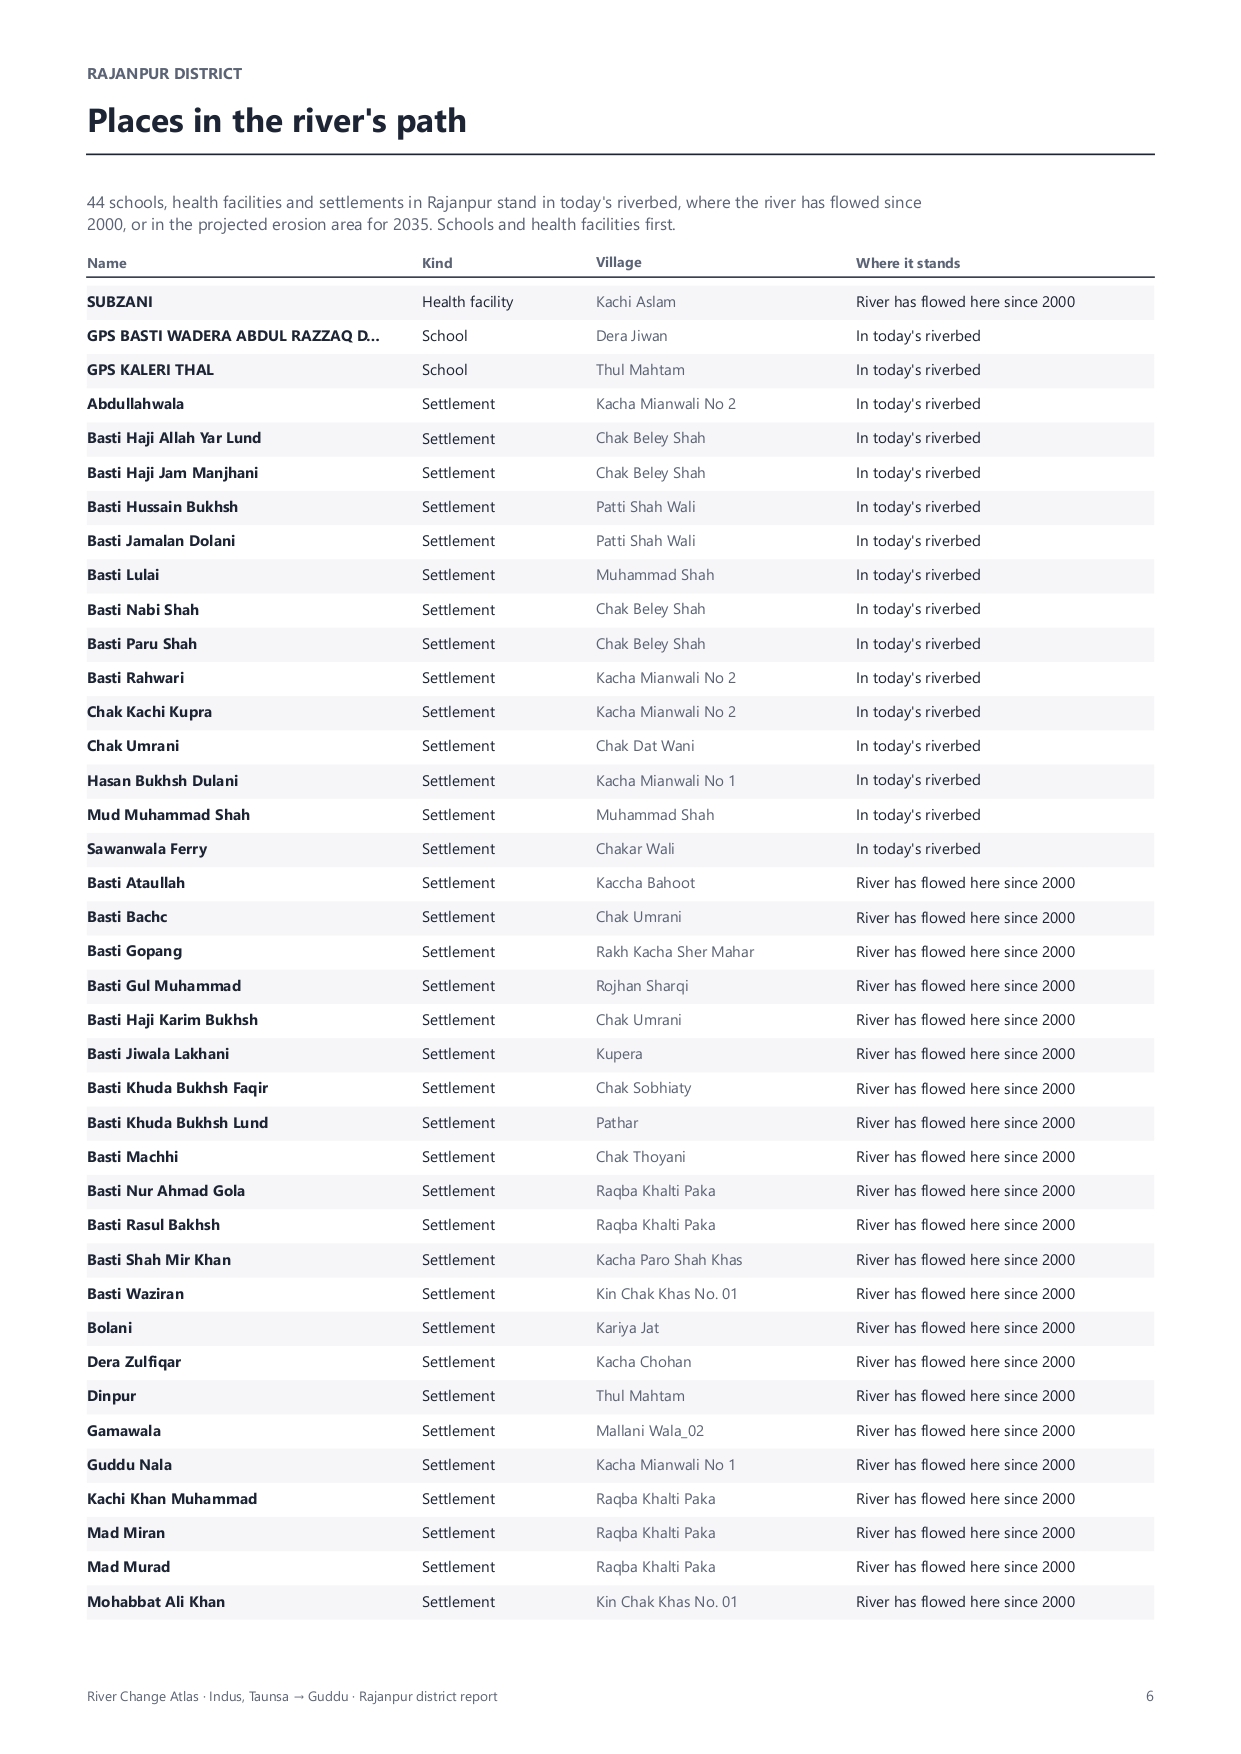 RAJANPUR DISTRICT
Places in the river's path
44 schools, health facilities and settlements in Rajanpur stand in today's riverbed, where the river has flowed since
2000, or in the projected erosion area for 2035. Schools and health facilities first.
Name Kind Village Where it stands
SUBZANI Health facility Kachi Aslam River has flowed here since 2000
GPS BASTI WADERA ABDUL RAZZAQ D... School Dera Jiwan In today's riverbed
GPS KALERI THAL School Thul Mahtam In today's riverbed
Abdullahwala Settlement Kacha Mianwali No 2 In today's riverbed
Basti Haji Allah Yar Lund Settlement Chak Beley Shah In today's riverbed
Basti Haji Jam Manjhani Settlement Chak Beley Shah In today's riverbed
Basti Hussain Bukhsh Settlement Patti Shah Wali In today's riverbed
Basti Jamalan Dolani Settlement Patti Shah Wali In today's riverbed
Basti Lulai Settlement Muhammad Shah In today's riverbed
Basti Nabi Shah Settlement Chak Beley Shah In today's riverbed
Basti Paru Shah Settlement Chak Beley Shah In today's riverbed
Basti Rahwari Settlement Kacha Mianwali No 2 In today's riverbed
Chak Kachi Kupra Settlement Kacha Mianwali No 2 In today's riverbed
Chak Umrani Settlement Chak Dat Wani In today's riverbed
Hasan Bukhsh Dulani Settlement Kacha Mianwali No 1 In today's riverbed
Mud Muhammad Shah Settlement Muhammad Shah In today's riverbed
Sawanwala Ferry Settlement Chakar Wali In today's riverbed
Basti Ataullah Settlement Kaccha Bahoot River has flowed here since 2000
Basti Bachc Settlement Chak Umrani River has flowed here since 2000
Basti Gopang Settlement Rakh Kacha Sher Mahar River has flowed here since 2000
Basti Gul Muhammad Settlement Rojhan Sharqi River has flowed here since 2000
Basti Haji Karim Bukhsh Settlement Chak Umrani River has flowed here since 2000
Basti Jiwala Lakhani Settlement Kupera River has flowed here since 2000
Basti Khuda Bukhsh Faqir Settlement Chak Sobhiaty River has flowed here since 2000
Basti Khuda Bukhsh Lund Settlement Pathar River has flowed here since 2000
Basti Machhi Settlement Chak Thoyani River has flowed here since 2000
Basti Nur Ahmad Gola Settlement Raqba Khalti Paka River has flowed here since 2000
Basti Rasul Bakhsh Settlement Raqba Khalti Paka River has flowed here since 2000
Basti Shah Mir Khan Settlement Kacha Paro Shah Khas River has flowed here since 2000
Basti Waziran Settlement Kin Chak Khas No. 01 River has flowed here since 2000
Bolani Settlement Kariya Jat River has flowed here since 2000
Dera Zulfiqar Settlement Kacha Chohan River has flowed here since 2000
Dinpur Settlement Thul Mahtam River has flowed here since 2000
Gamawala Settlement Mallani Wala_02 River has flowed here since 2000
Guddu Nala Settlement Kacha Mianwali No 1 River has flowed here since 2000
Kachi Khan Muhammad Settlement Raqba Khalti Paka River has flowed here since 2000
Mad Miran Settlement Raqba Khalti Paka River has flowed here since 2000
Mad Murad Settlement Raqba Khalti Paka River has flowed here since 2000
Mohabbat Ali Khan Settlement Kin Chak Khas No. 01 River has flowed here since 2000
River Change Atlas · Indus, Taunsa → Guddu · Rajanpur district report 6